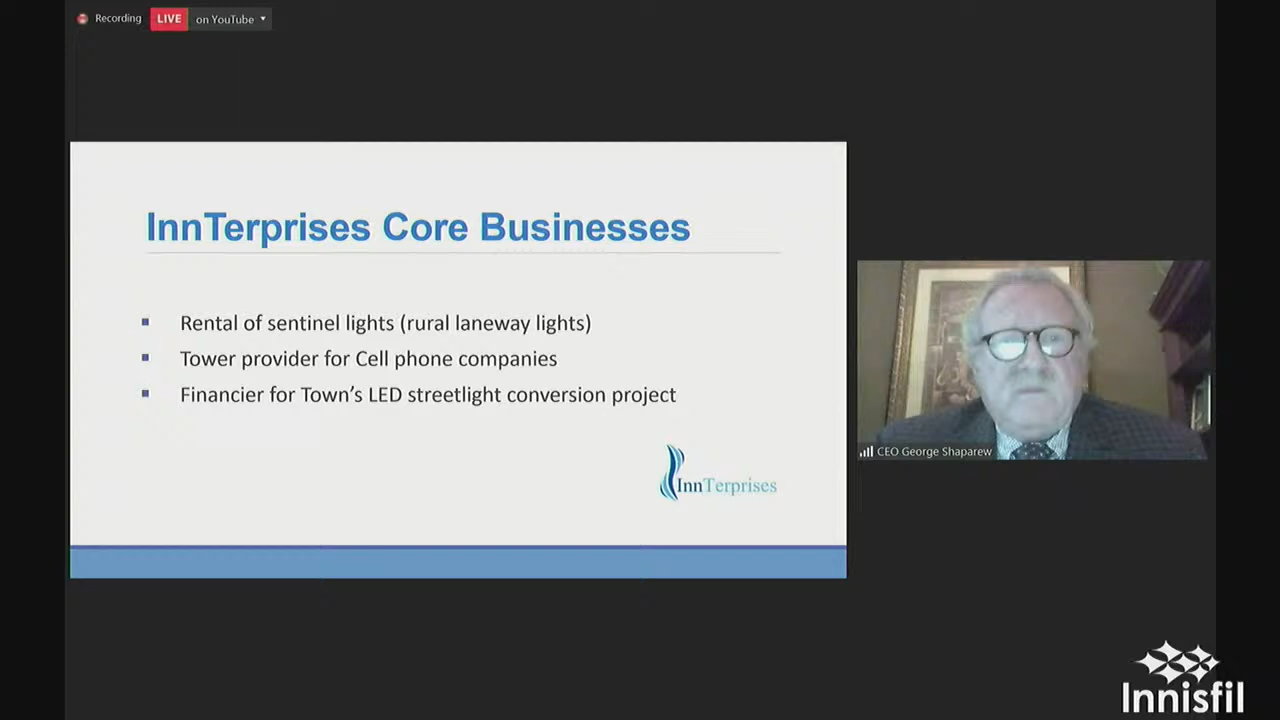 Recording
LIVE on YouTube
InnTerprises Core Businesses
Rental of sentinel lights (rural laneway lights)
Tower provider for Cell phone companies
Financier for Town's LED streetlight conversion project
InnTerprises
CEO George Shaparew
Innisfil